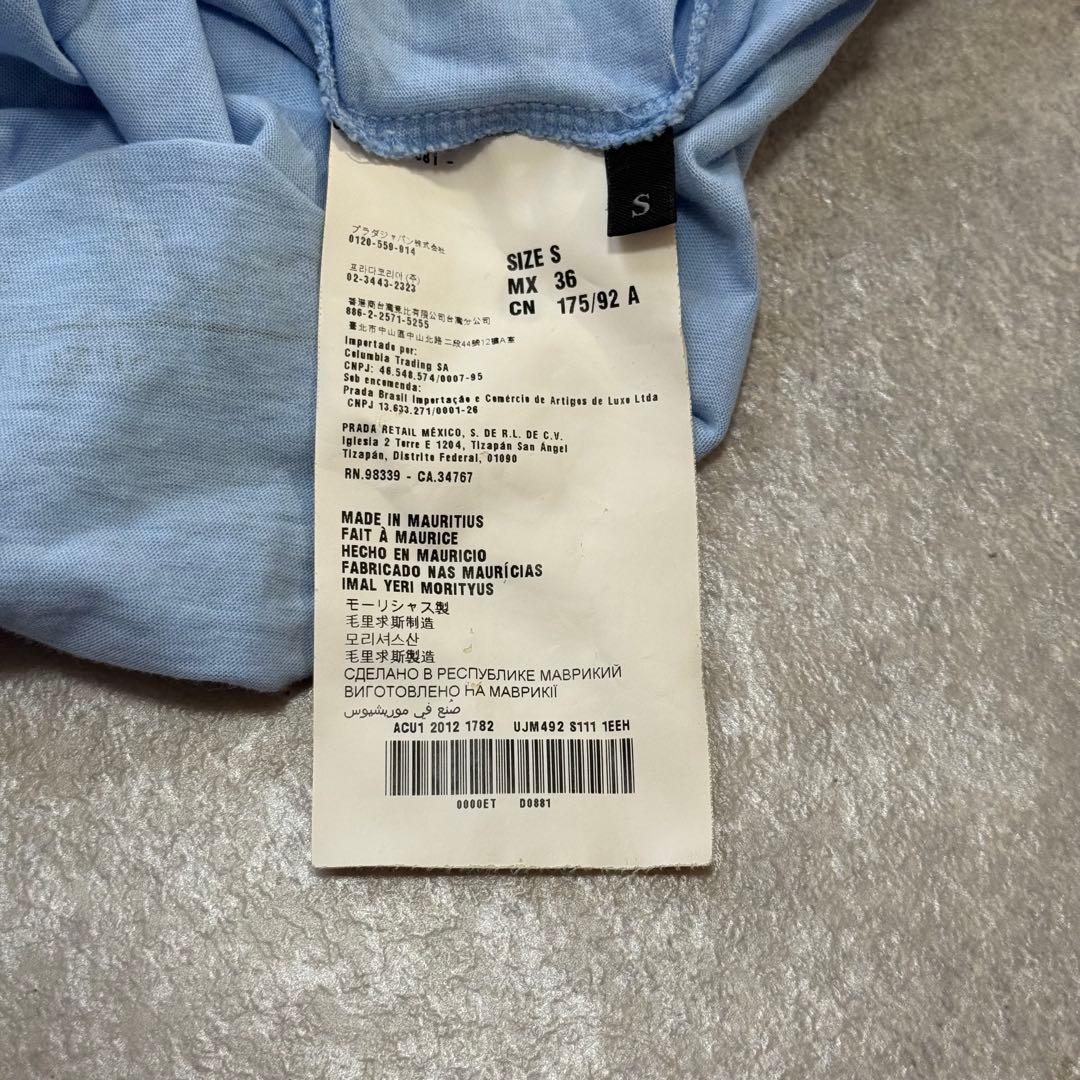 S
プラダジャパン株式会社
0120-559-914
프라다코리아(주)
02-3443-2323
香港商台灣意比有限公司台灣分公司
886-2-2571-5255
臺北市中山區中山北路二段44號12樓A室
Importado por:
Columbia Trading SA
CNPJ: 46.548.574/0007-95
Sob encomenda:
Prada Brasil Importação e Comércio de Artigos de Luxo Ltda
CNPJ 13.633.271/0001-26
PRADA RETAIL MÉXICO, S. DE R.L. DE C.V.
Iglesia 2 Torre E 1204, Tizapán San Ángel
Tizapán, Distrito Federal, 01090
RN.98339 - CA.34767
SIZE S
MX 36
CN 175/92 A
MADE IN MAURITIUS
FAIT À MAURICE
HECHO EN MAURICIO
FABRICADO NAS MAURÍCIAS
IMAL YERI MORITYUS
モーリシャス製
毛里求斯制造
모리셔스산
毛里求斯製造
СДЕЛАНО В РЕСПУБЛИКЕ МАВРИКИЙ
ВИГОТОВЛЕНО НА МАВРИКІЇ
صُنع في موريشيوس
ACU1 2012 1782 UJM492 S111 1EEH
0000ET D0881